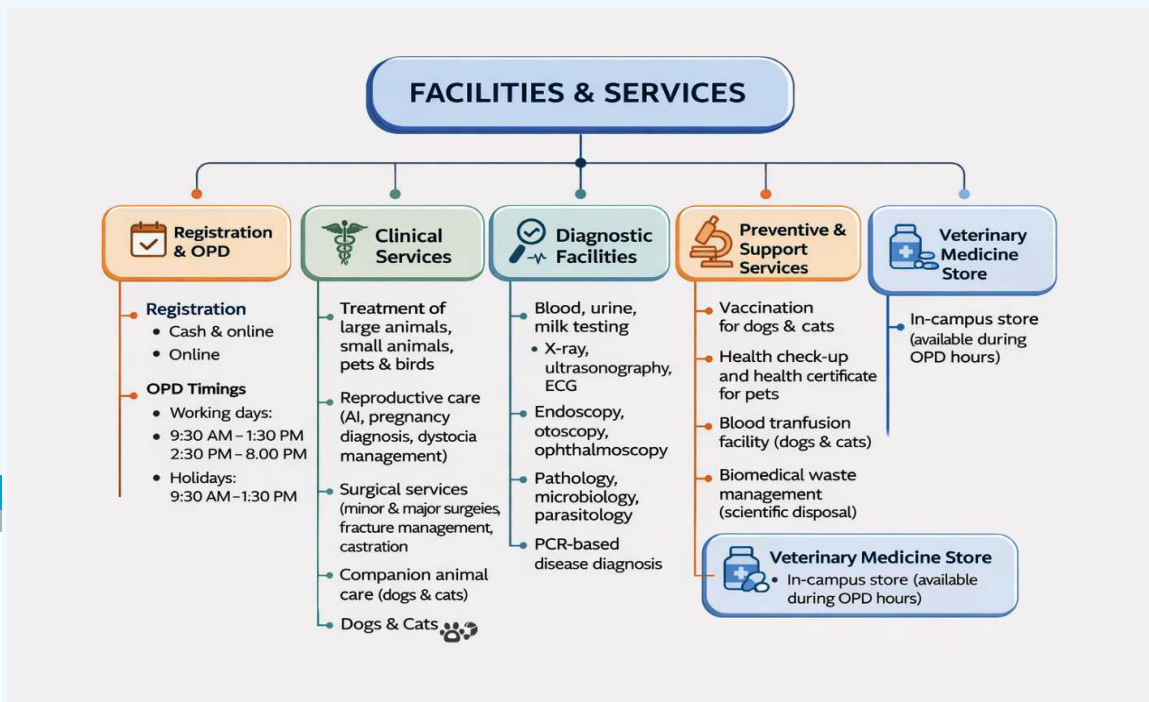 FACILITIES & SERVICES
Registration
& OPD
Registration
Cash & online
Online
OPD Timings
Working days:
9:30 AM – 1:30 PM
2:30 PM – 8.00 PM
Holidays:
9:30 AM – 1:30 PM
Clinical
Services
Treatment of
large animals,
small animals,
pets & birds
Reproductive care
(AI, pregnancy
diagnosis, dystocia
management)
Surgical services
(minor & major surgeies,
fracture management,
castration
Companion animal
care (dogs & cats)
Dogs & Cats
Diagnostic
Facilities
Blood, urine,
milk testing
X-ray,
ultrasonography,
ECG
Endoscopy,
otoscopy,
ophthalmoscopy
Pathology,
microbiology,
parasitology
PCR-based
disease diagnosis
Preventive &
Support
Services
Vaccination
for dogs & cats
Health check-up
and health certificate
for pets
Blood tranfusion
facility (dogs & cats)
Biomedical waste
management
(scientific disposal)
Veterinary Medicine Store
In-campus store (available
during OPD hours)
Veterinary
Medicine
Store
In-campus store
(available during
OPD hours)